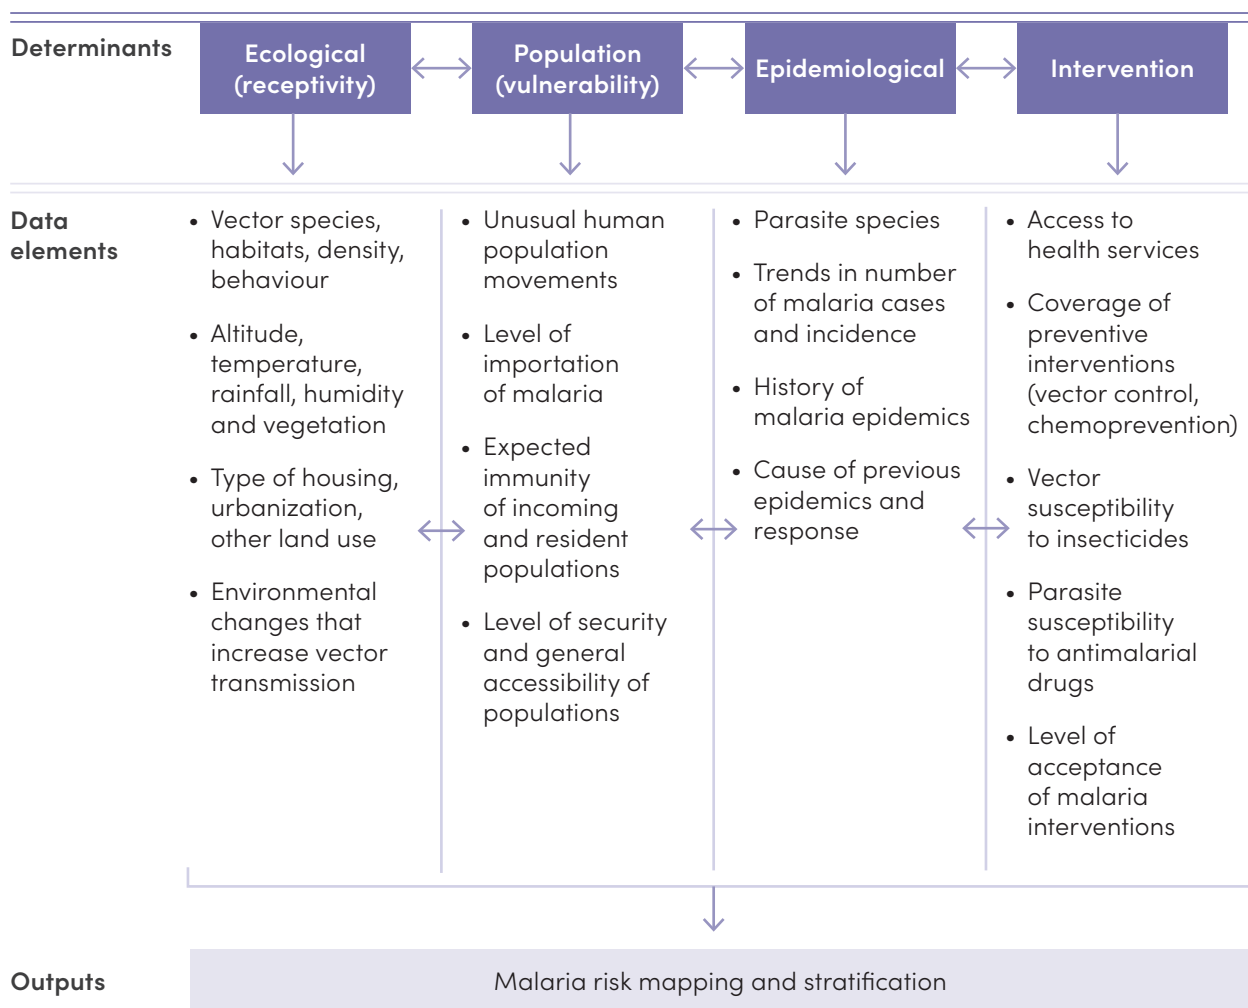 Determinants
Ecological
(receptivity)
Population
(vulnerability)
Epidemiological
Intervention
Data
elements
• Vector species,
habitats, density,
behaviour
• Altitude,
temperature,
rainfall, humidity
and vegetation
• Type of housing,
urbanization,
other land use
• Environmental
changes that
increase vector
transmission
• Unusual human
population
movements
• Level of
importation
of malaria
• Expected
immunity
of incoming
and resident
populations
• Level of security
and general
accessibility of
populations
• Parasite species
• Trends in number
of malaria cases
and incidence
• History of
malaria epidemics
• Cause of previous
epidemics and
response
• Access to
health services
• Coverage of
preventive
interventions
(vector control,
chemoprevention)
• Vector
susceptibility
to insecticides
• Parasite
susceptibility
to antimalarial
drugs
• Level of
acceptance
of malaria
interventions
Outputs
Malaria risk mapping and stratification